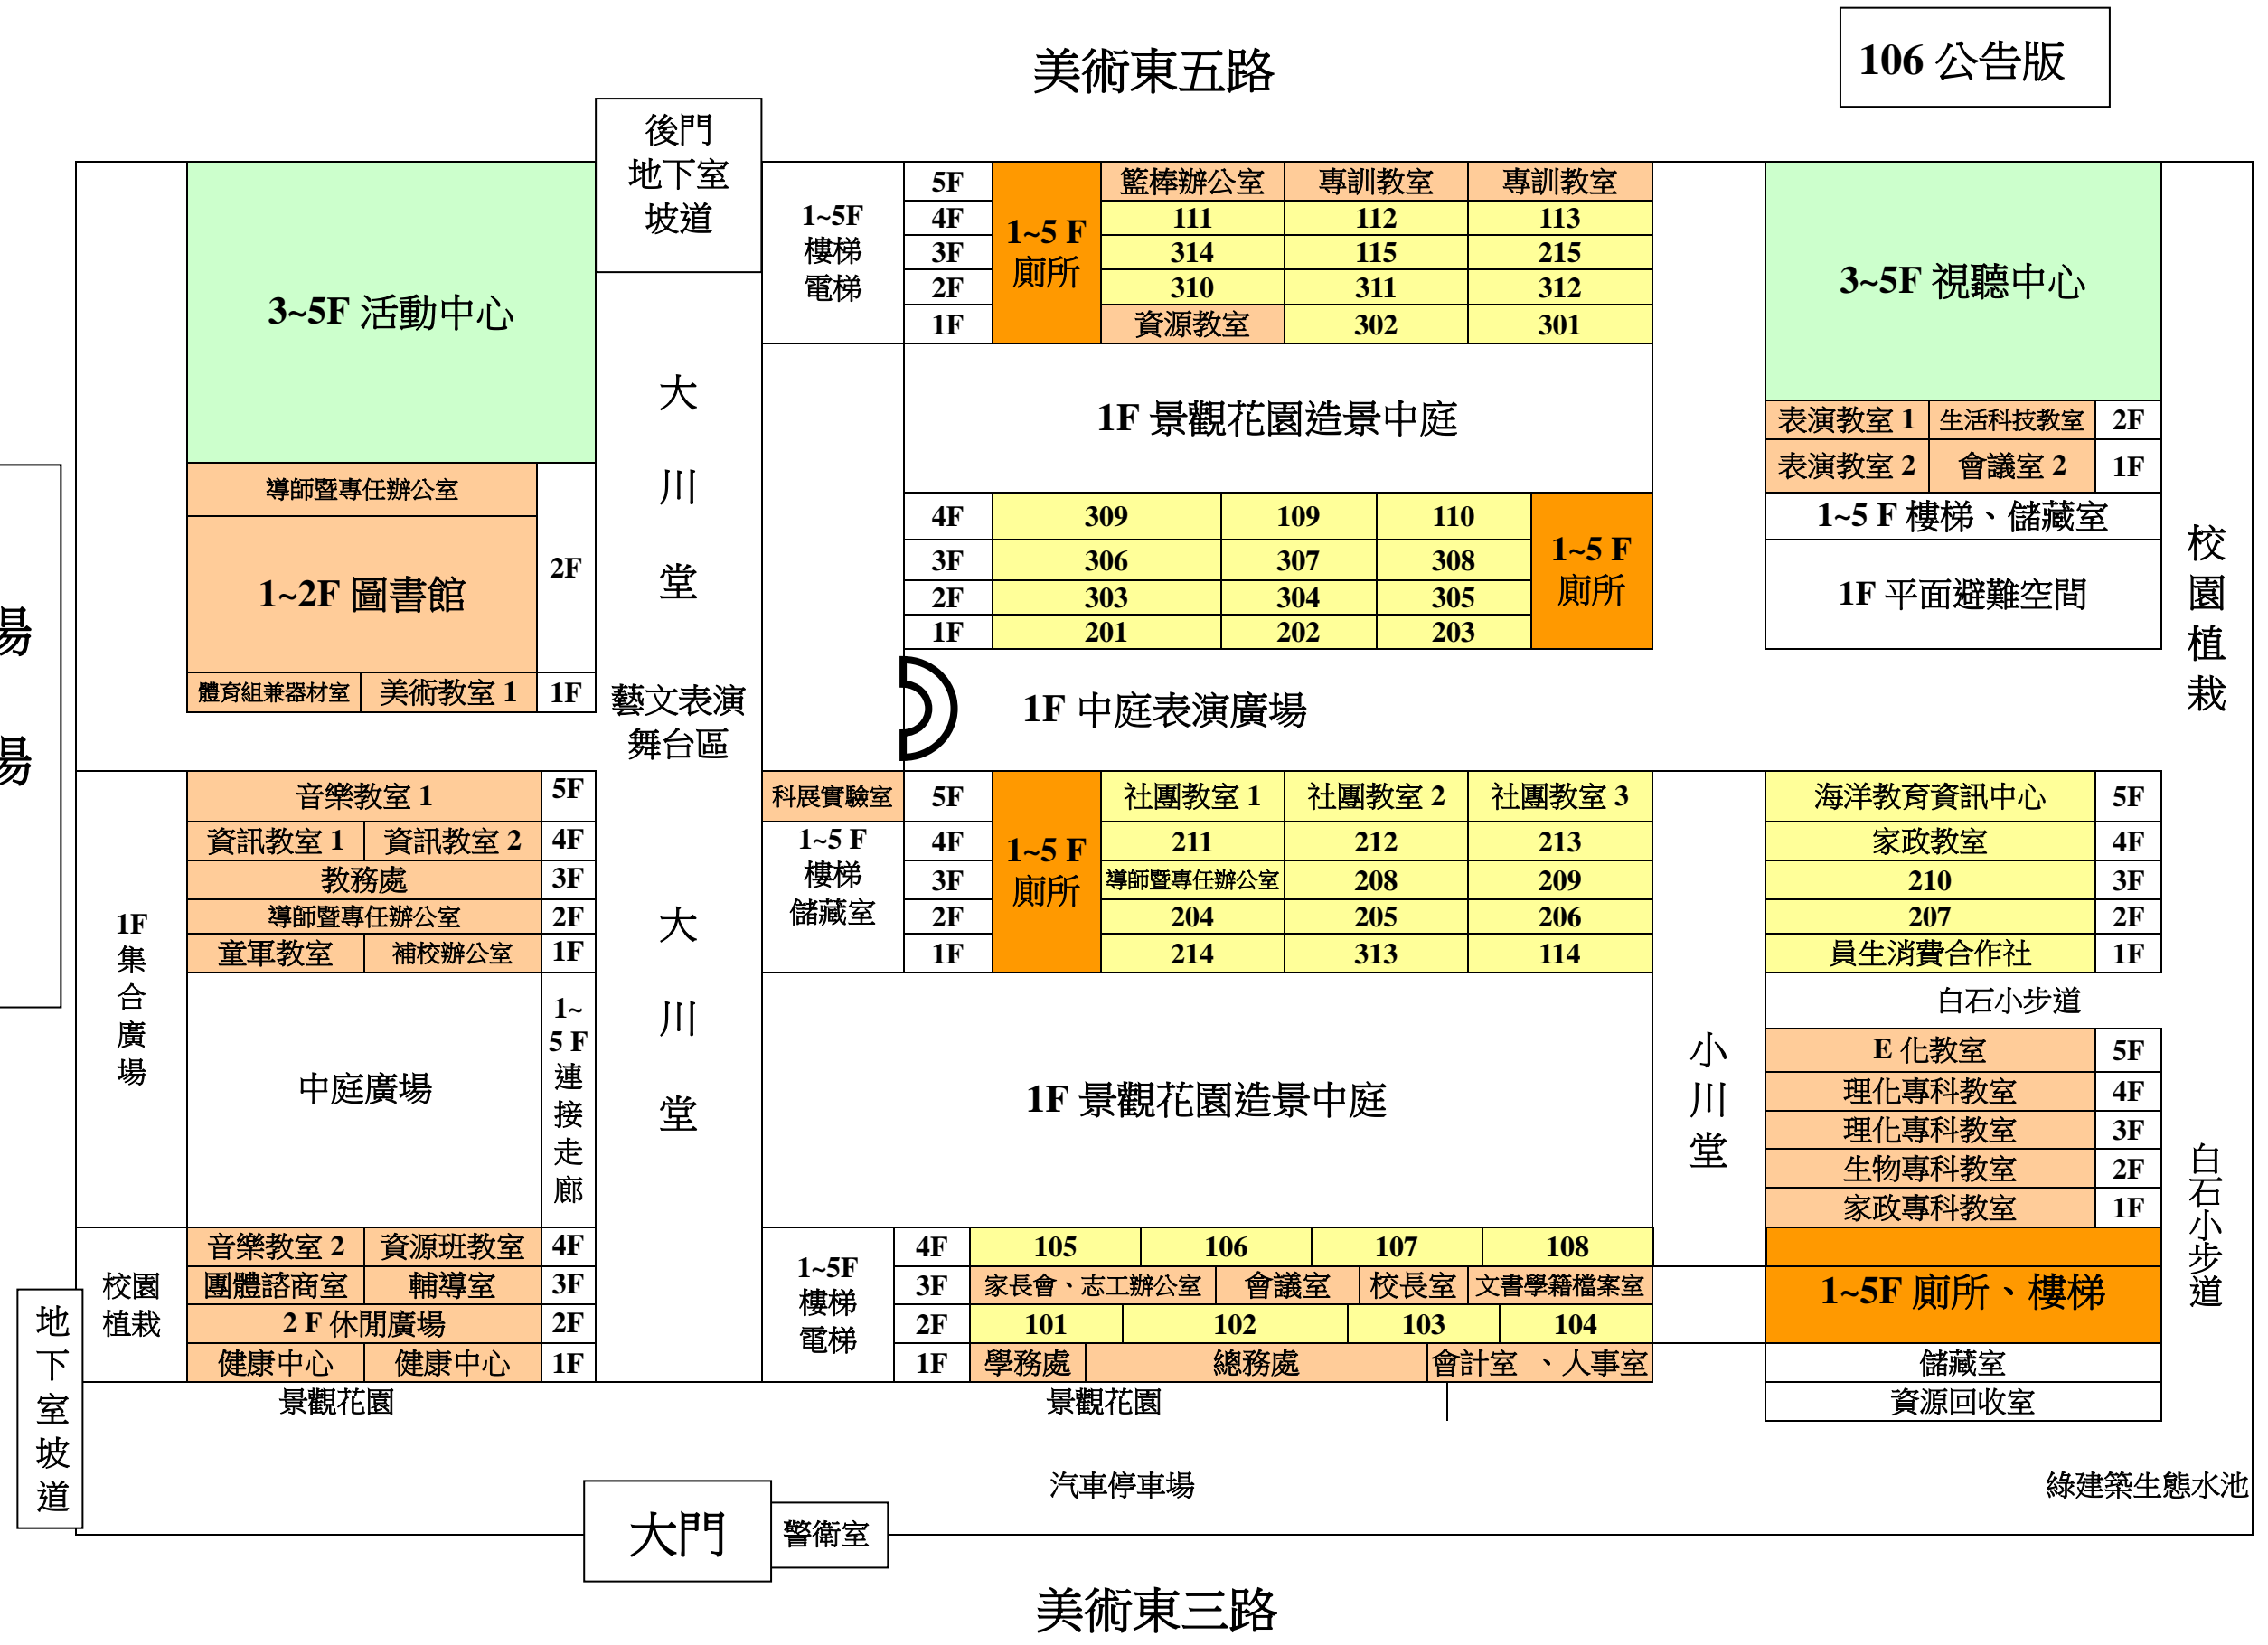 美術東五路
106 公告版
後門
地下室
坡道
3~5F 活動中心
導師暨專任辦公室
1~2F 圖書館
2F
體育組兼器材室 美術教室 1 1F
大
川
堂
藝文表演
舞台區
1~5F
樓梯
電梯
5F 籃棒辦公室 專訓教室 專訓教室
4F 111 112 113
3F 314 115 215
2F 310 311 312
1F 資源教室 302 301
1~5 F
廁所
1F 景觀花園造景中庭
4F 309 109 110
3F 306 307 308
2F 303 304 305
1F 201 202 203
1~5 F
廁所
1F 中庭表演廣場
3~5F 視聽中心
表演教室 1 生活科技教室 2F
表演教室 2 會議室 2 1F
1~5 F 樓梯、儲藏室
1F 平面避難空間
校
園
植
栽
場
場
1F
集
合
廣
場
音樂教室 1 5F
資訊教室 1 資訊教室 2 4F
教務處 3F
導師暨專任辦公室 2F
童軍教室 補校辦公室 1F
中庭廣場
1~
5 F
連
接
走
廊
大
川
堂
科展實驗室
1~5 F
樓梯
儲藏室
5F 社團教室 1 社團教室 2 社團教室 3
4F 211 212 213
3F 導師暨專任辦公室 208 209
2F 204 205 206
1F 214 313 114
1~5 F
廁所
1F 景觀花園造景中庭
小
川
堂
海洋教育資訊中心 5F
家政教室 4F
210 3F
207 2F
員生消費合作社 1F
白石小步道
E 化教室 5F
理化專科教室 4F
理化專科教室 3F
生物專科教室 2F
家政專科教室 1F
1~5F 廁所、樓梯
儲藏室
資源回收室
白
石
小
步
道
校園
植栽
音樂教室 2 資源班教室 4F
團體諮商室 輔導室 3F
2 F 休閒廣場 2F
健康中心 健康中心 1F
景觀花園
1~5F
樓梯
電梯
4F 105 106 107 108
3F 家長會、志工辦公室 會議室 校長室 文書學籍檔案室
2F 101 102 103 104
1F 學務處 總務處 會計室 、人事室
景觀花園
地
下
室
坡
道
汽車停車場
綠建築生態水池
大門
警衛室
美術東三路